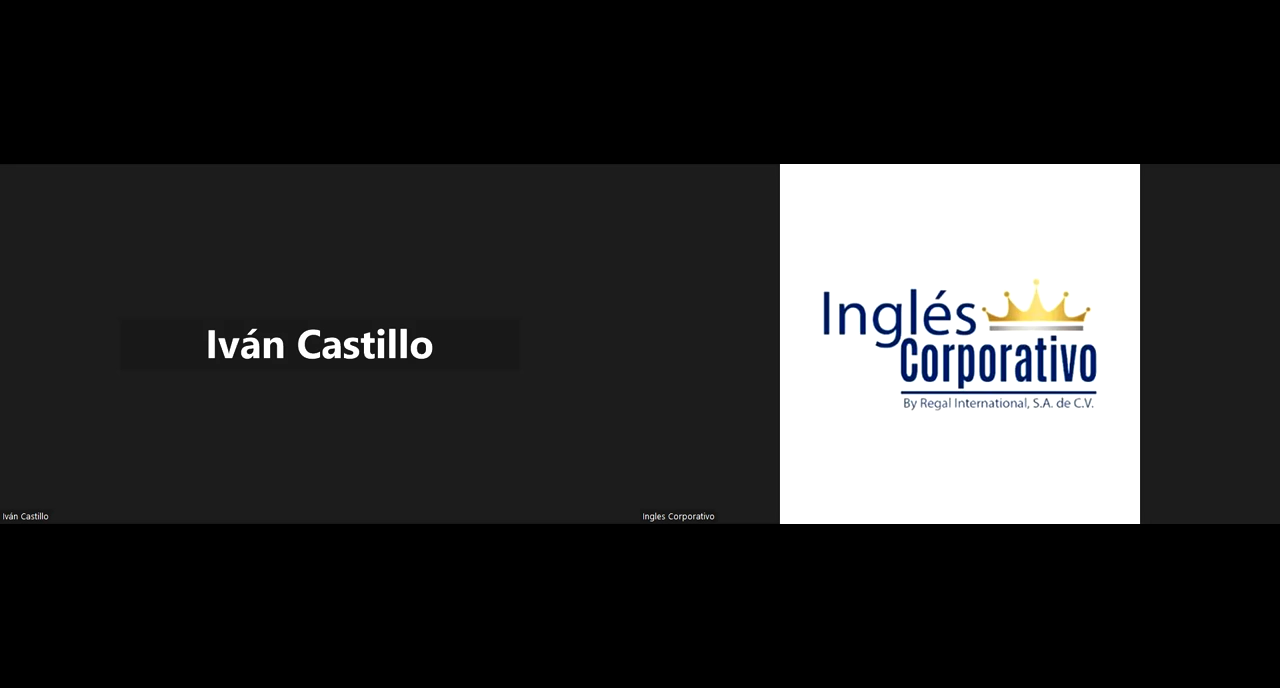 Iván Castillo
Inglés
Corporativo
By Regal International, S.A. de C.V.
Iván Castillo
Ingles Corporativo